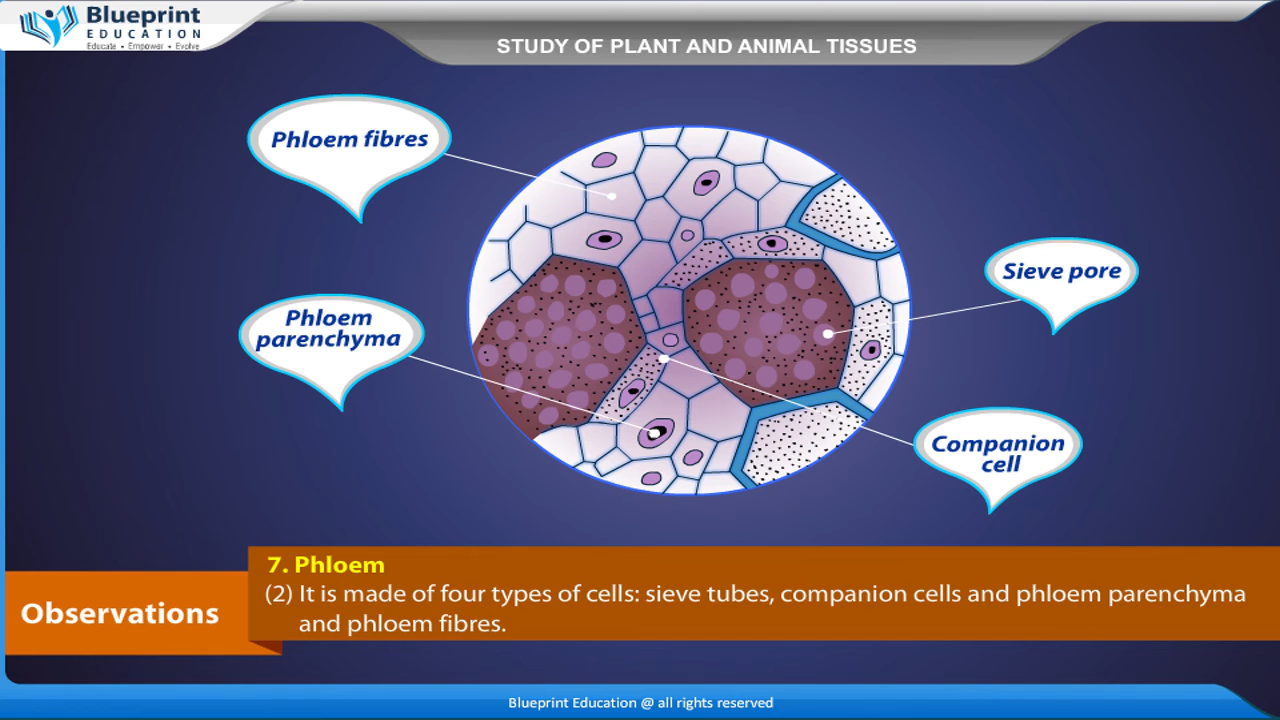 Blueprint
EDUCATION
Educate • Empower • Evolve
STUDY OF PLANT AND ANIMAL TISSUES
Phloem fibres
Sieve pore
Phloem
parenchyma
Companion
cell
7. Phloem
(2) It is made of four types of cells: sieve tubes, companion cells and phloem parenchyma
and phloem fibres.
Observations
Blueprint Education @ all rights reserved